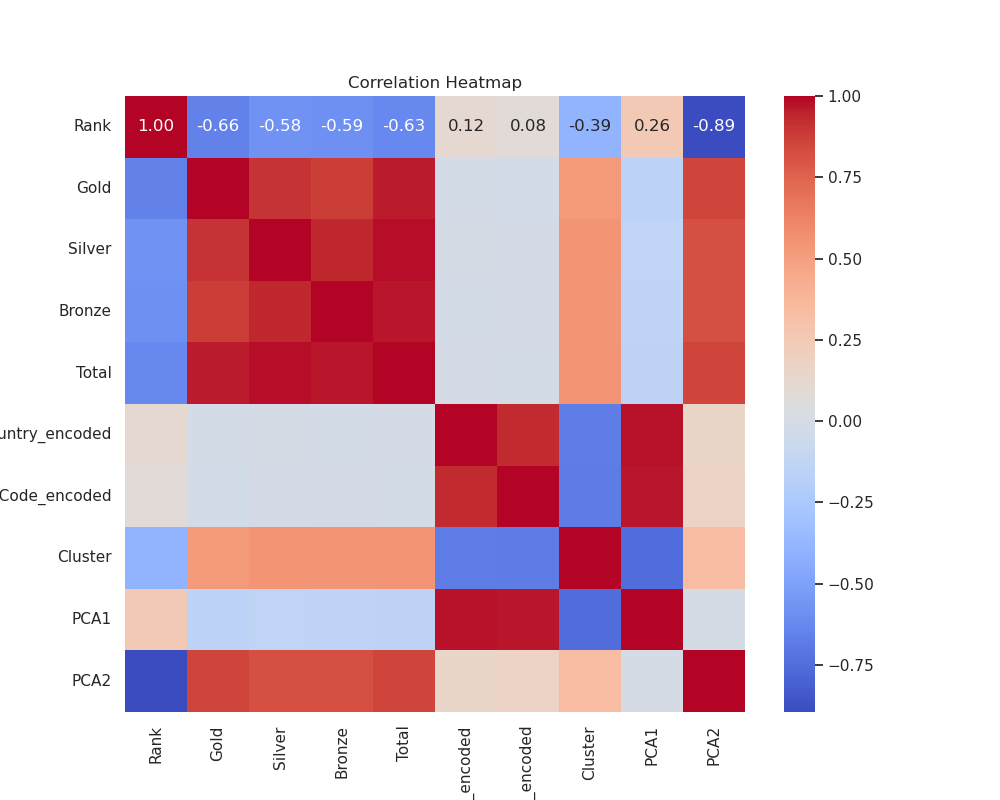 Correlation Heatmap
Rank 1.00 -0.66 -0.58 -0.59 -0.63 0.12 0.08 -0.39 0.26 -0.89
Gold
Silver
Bronze
Total
untry_encoded
Code_encoded
Cluster
PCA1
PCA2
Rank Gold Silver Bronze Total _encoded _encoded Cluster PCA1 PCA2
1.00
0.75
0.50
0.25
0.00
−0.25
−0.50
−0.75